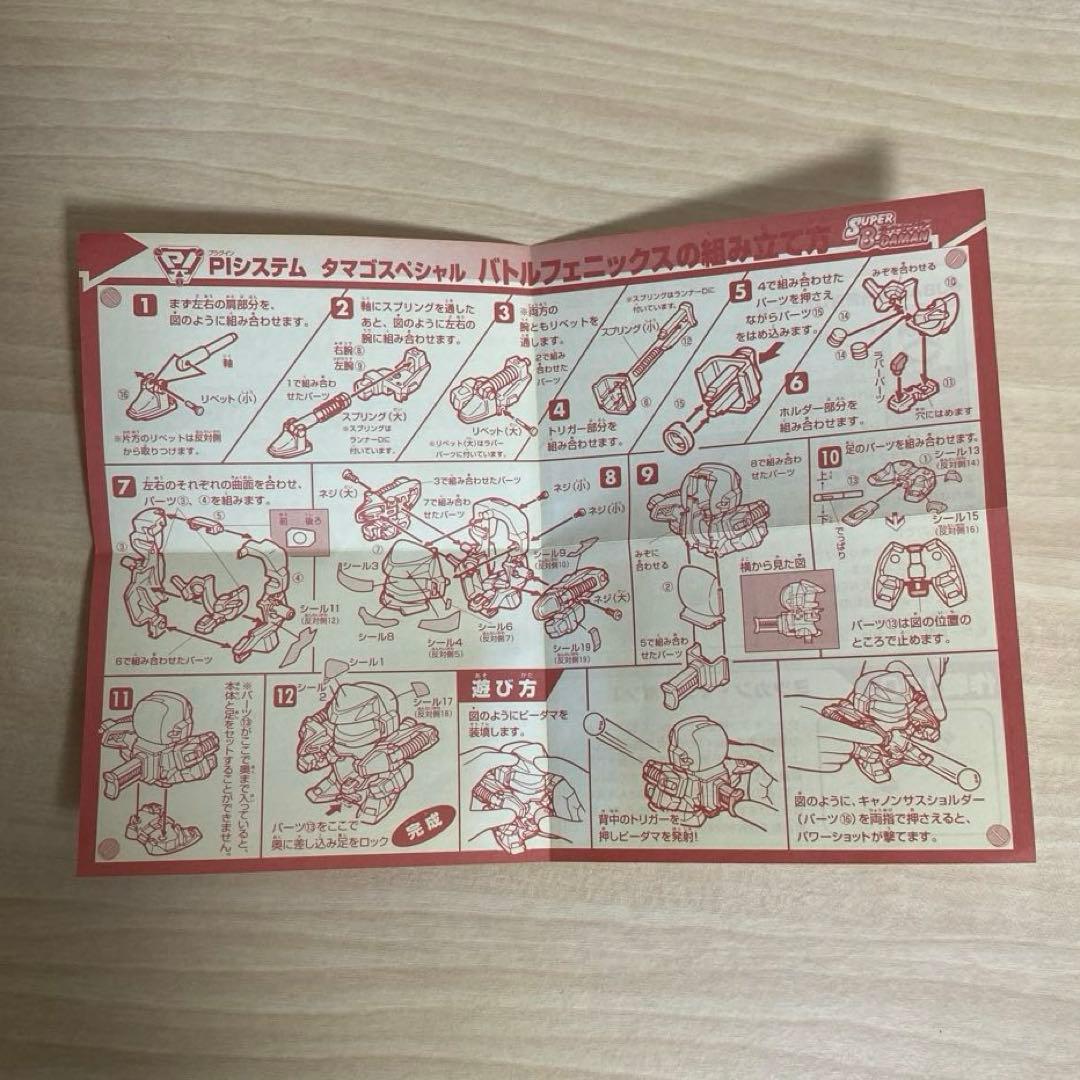 プラグイン
PI
PIシステム タマゴスペシャル バトルフェニックスの組み立て方
SUPER
B-DAMAN
1
まず左右の肩部分を、
図のように組み合わせます。
軸
⑯
リベット(小)
※片方のリベットは反対側
から取りつけます。
2
軸にスプリングを通した
あと、図のように左右の
腕に組み合わせます。
右腕⑧
左腕⑨
1で組み合わ
せたパーツ
スプリング(大)
※スプリングは
ランナーDに
付いています。
3
※両方の
腕ともリベットを
通します。
2で組み
合わせた
パーツ
リベット(大)
※リベット(大)はラバー
パーツに付いています。
4
トリガー部分を
組み合わせます。
※スプリングはランナーDに
付いています。
スプリング(小)
⑫
⑥
5
4で組み合わせた
パーツを押さえ
ながらパーツ⑮
をはめ込みます。
⑮
6
ホルダー部分を
組み合わせます。
みぞを合わせる
⑩
⑭
⑭
ラバーパーツ
⑪
穴にはめます
7
左右のそれぞれの曲面を合わせ、
パーツ③、④を組みます。
⑤
前 後ろ
③
④
シール11
(反対側12)
6で組み合わせたパーツ
8
ネジ(大)
3で組み合わせたパーツ
7で組み合わ
せたパーツ
ネジ(小)
ネジ(小)
⑦
シール3
シール9
(反対側10)
ネジ(大)
シール8
シール4
(反対側5)
シール6
(反対側7)
シール19
(反対側19)
9
8で組み合わ
せたパーツ
みぞに
合わせる
②
横から見た図
5で組み合わ
せたパーツ
10
足のパーツを組み合わせます。
上↑
↓下
でっぱり
⑬
①
シール13
(反対側14)
シール15
(反対側16)
パーツ⑬は図の位置の
ところで止めます。
11
※パーツ⑬がここで奥まで入っていると、
本体と足をセットすることができません。
12
シール1
シール
2
シール17
(反対側18)
パーツ⑬をここで
奥に差し込み足をロック
完成
遊び方
図のようにビーダマを
装填します。
背中のトリガーを
押しビーダマを発射!
図のように、キャノンサスショルダー
(パーツ⑯)を両指で押さえると、
パワーショットが撃てます。